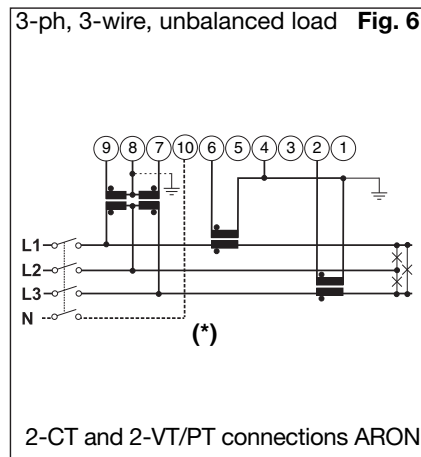 3-ph, 3-wire, unbalanced load Fig. 6
9 8 7 10 6 5 4 3 2 1
L1
L2
L3
N
(*)
2-CT and 2-VT/PT connections ARON